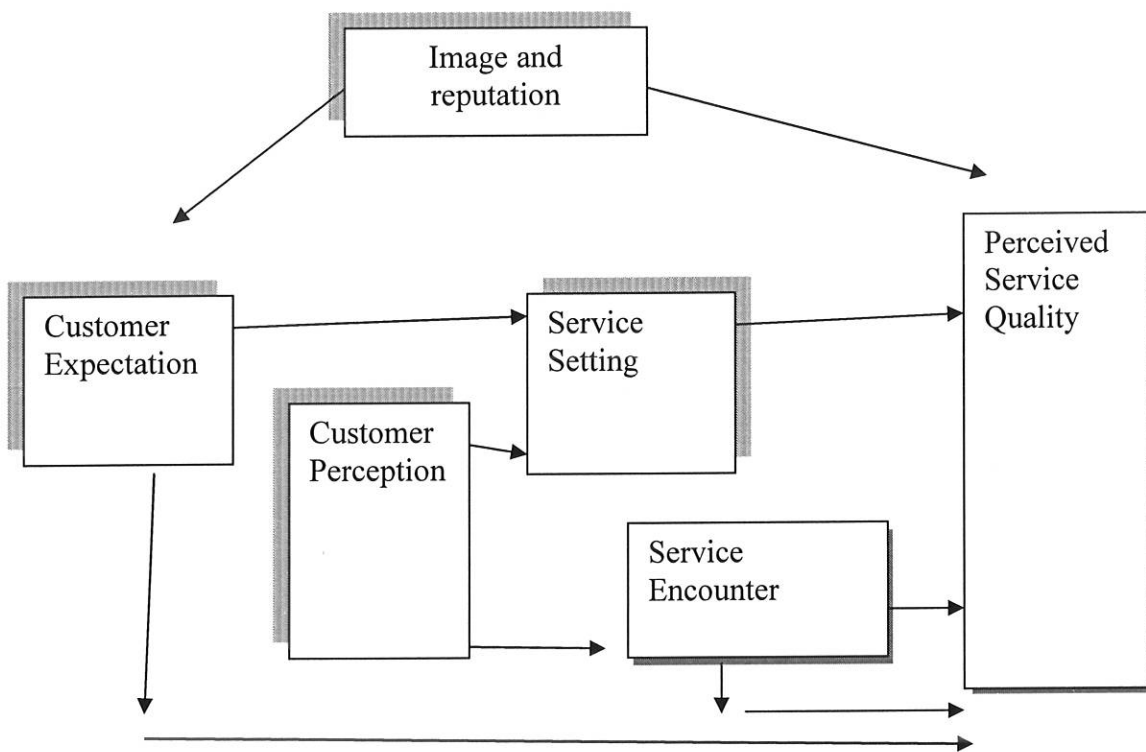 Image and
reputation
Customer
Expectation
Service
Setting
Perceived
Service
Quality
Customer
Perception
Service
Encounter